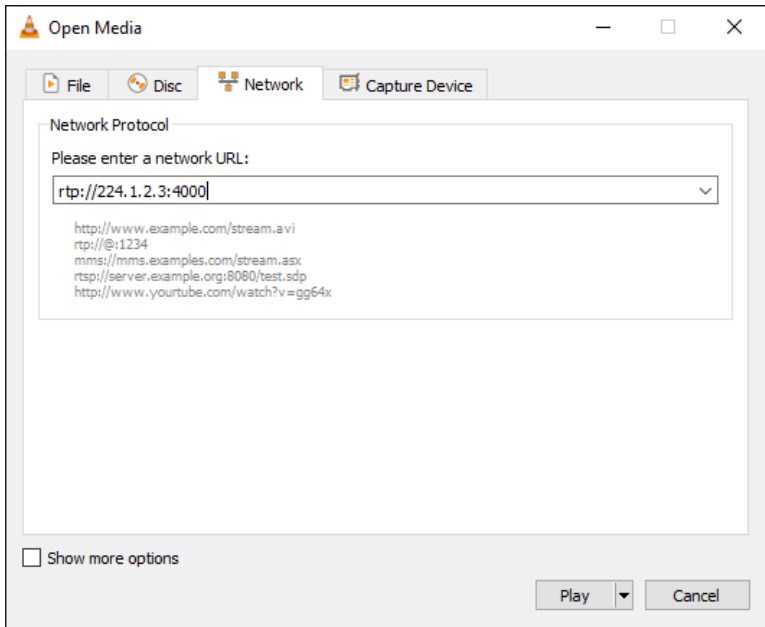 Open Media
File Disc Network Capture Device
Network Protocol
Please enter a network URL:
rtp://224.1.2.3:4000
http://www.example.com/stream.avi
rtp://@:1234
mms://mms.examples.com/stream.asx
rtsp://server.example.org:8080/test.sdp
http://www.yourtube.com/watch?v=gg64x
Show more options
Play Cancel